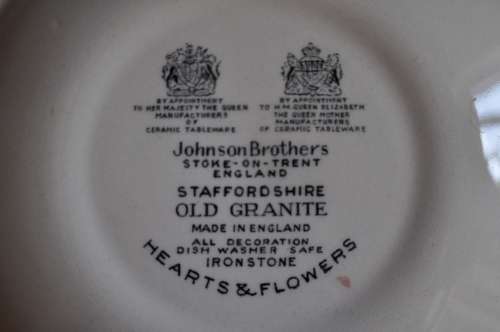 BY APPOINTMENT
TO HER MAJESTY THE QUEEN
MANUFACTURERS
OF
CERAMIC TABLEWARE
BY APPOINTMENT
TO H.M. QUEEN ELIZABETH
THE QUEEN MOTHER
MANUFACTURERS
OF CERAMIC TABLEWARE
Johnson Brothers
STOKE-ON-TRENT
ENGLAND
STAFFORDSHIRE
OLD GRANITE
MADE IN ENGLAND
ALL DECORATION
DISH WASHER SAFE
IRONSTONE
HEARTS & FLOWERS